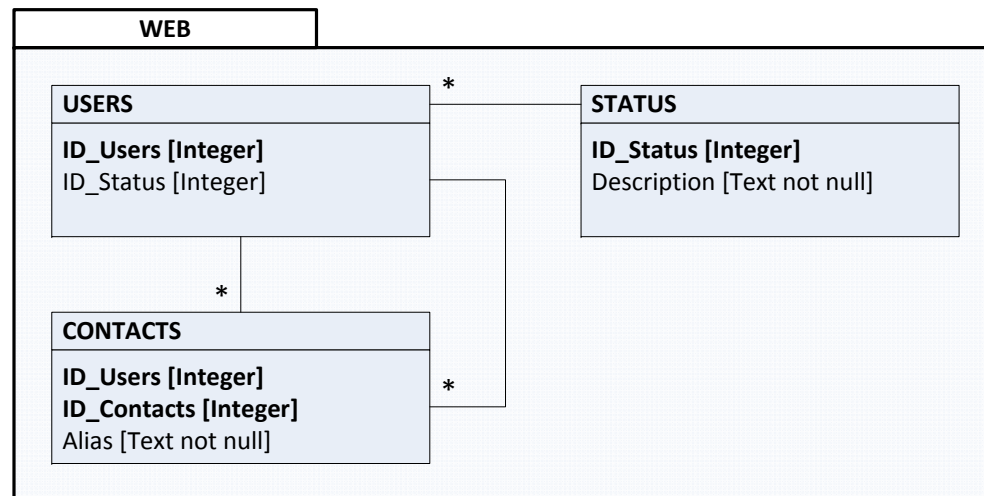 WEB
*
USERS
ID_Users [Integer]
ID_Status [Integer]
STATUS
ID_Status [Integer]
Description [Text not null]
*
CONTACTS
ID_Users [Integer]
ID_Contacts [Integer]
Alias [Text not null]
*